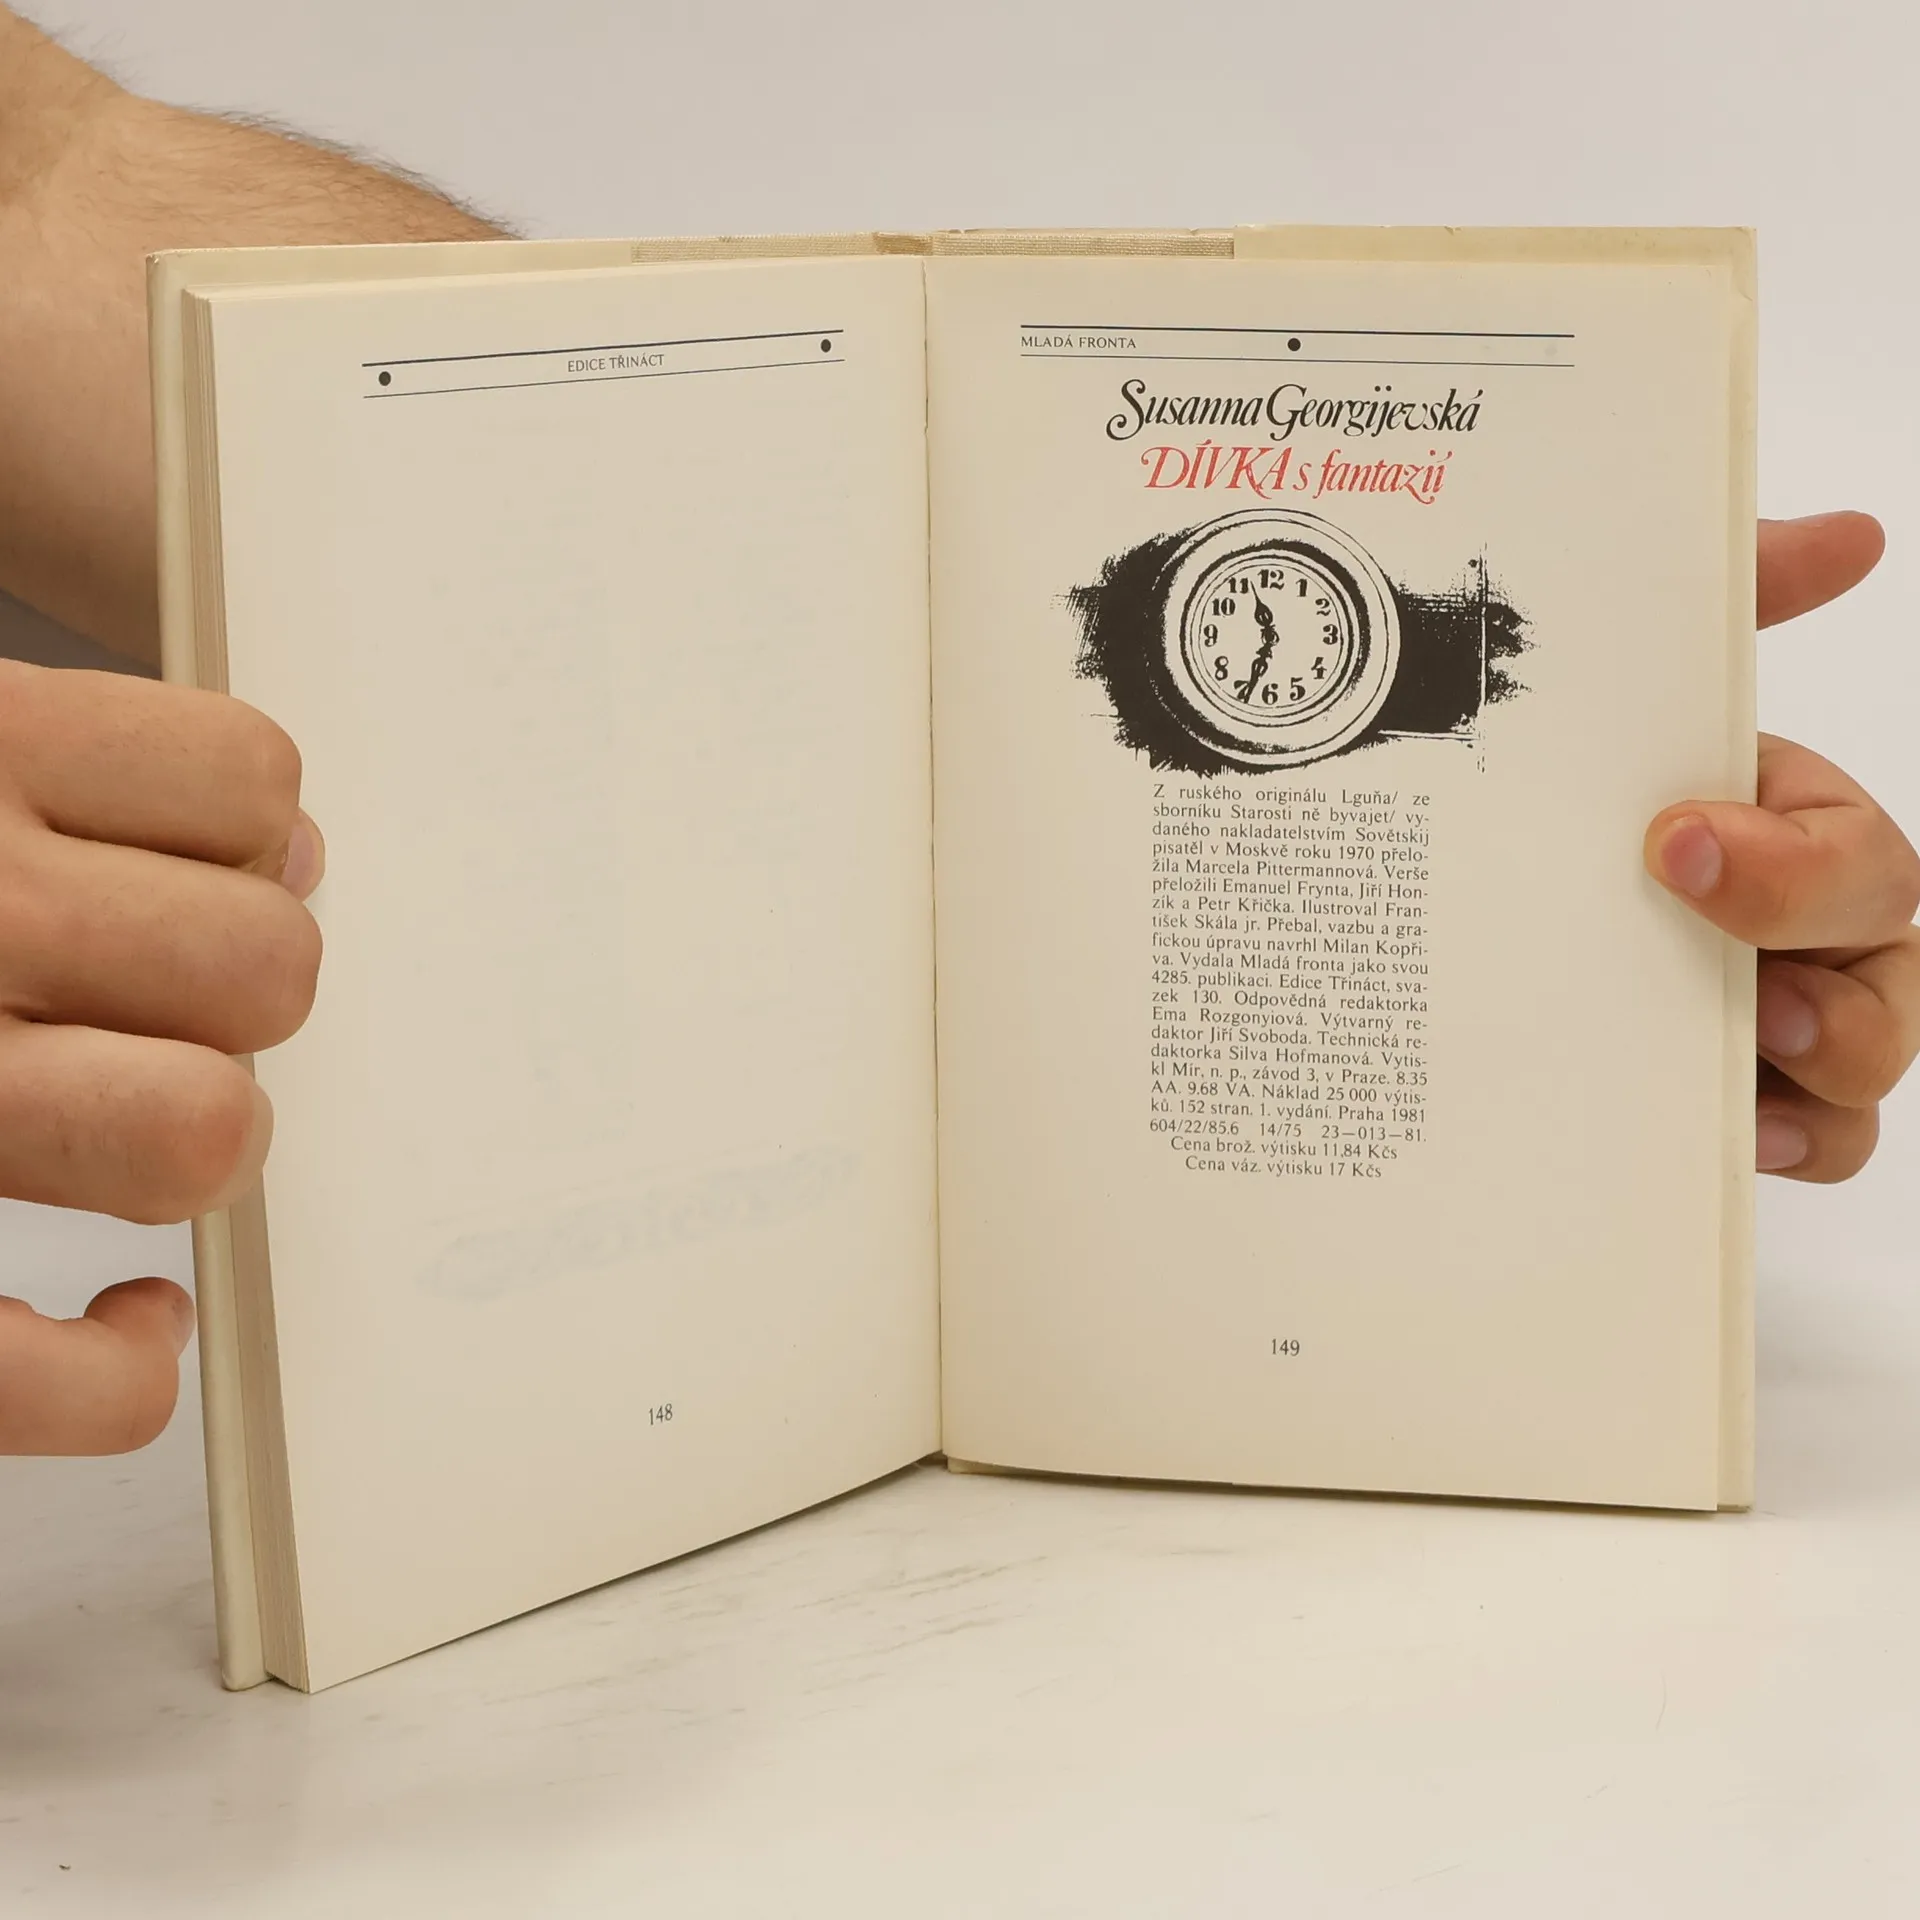 EDICE TŘINÁCT
148
MLADÁ FRONTA
Susanna Georgijevská
DÍVKA s fantazií
11 12 1
10 2
9 3
8 4
7 6 5
Z ruského originálu Lguňa/ ze
sborníku Starosti ně byvajet/ vy-
daného nakladatelstvím Sovětskij
pisatěl v Moskvě roku 1970 přelo-
žila Marcela Pittermannová. Verše
přeložili Emanuel Frynta, Jiří Hon-
zík a Petr Křička. Ilustroval Fran-
tišek Skála jr. Přebal, vazbu a gra-
fickou úpravu navrhl Milan Kopři-
va. Vydala Mladá fronta jako svou
4285. publikaci. Edice Třináct, sva-
zek 130. Odpovědná redaktorka
Ema Rozgonyiová. Výtvarný re-
daktor Jiří Svoboda. Technická re-
daktorka Silva Hofmanová. Vytis-
kl Mír, n. p., závod 3, v Praze. 8.35
AA. 9.68 VA. Náklad 25 000 výtis-
ků. 152 stran. 1. vydání. Praha 1981
604/22/85.6 14/75 23—013—81.
Cena brož. výtisku 11,84 Kčs
Cena váz. výtisku 17 Kčs
149